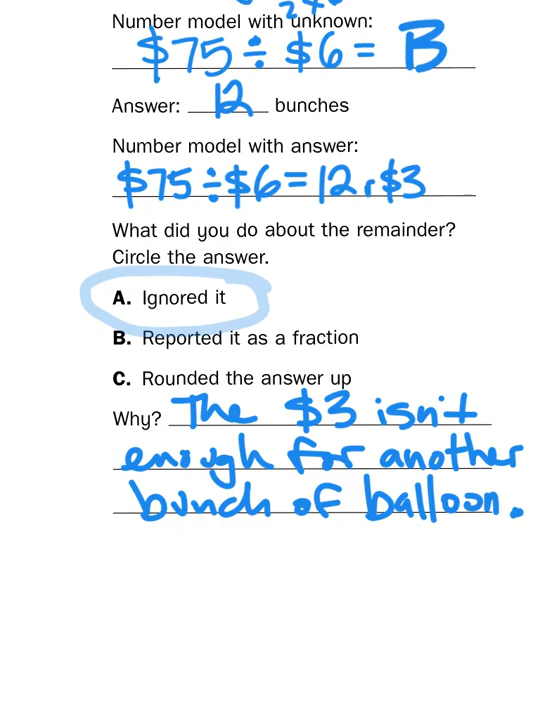 Number model with unknown:
$75 ÷ $6 = B
Answer: 12 bunches
Number model with answer:
$75 ÷ $6 = 12 r $3
What did you do about the remainder?
Circle the answer.
A. Ignored it
B. Reported it as a fraction
C. Rounded the answer up
Why? The $3 isn't
enough for another
bunch of balloon.